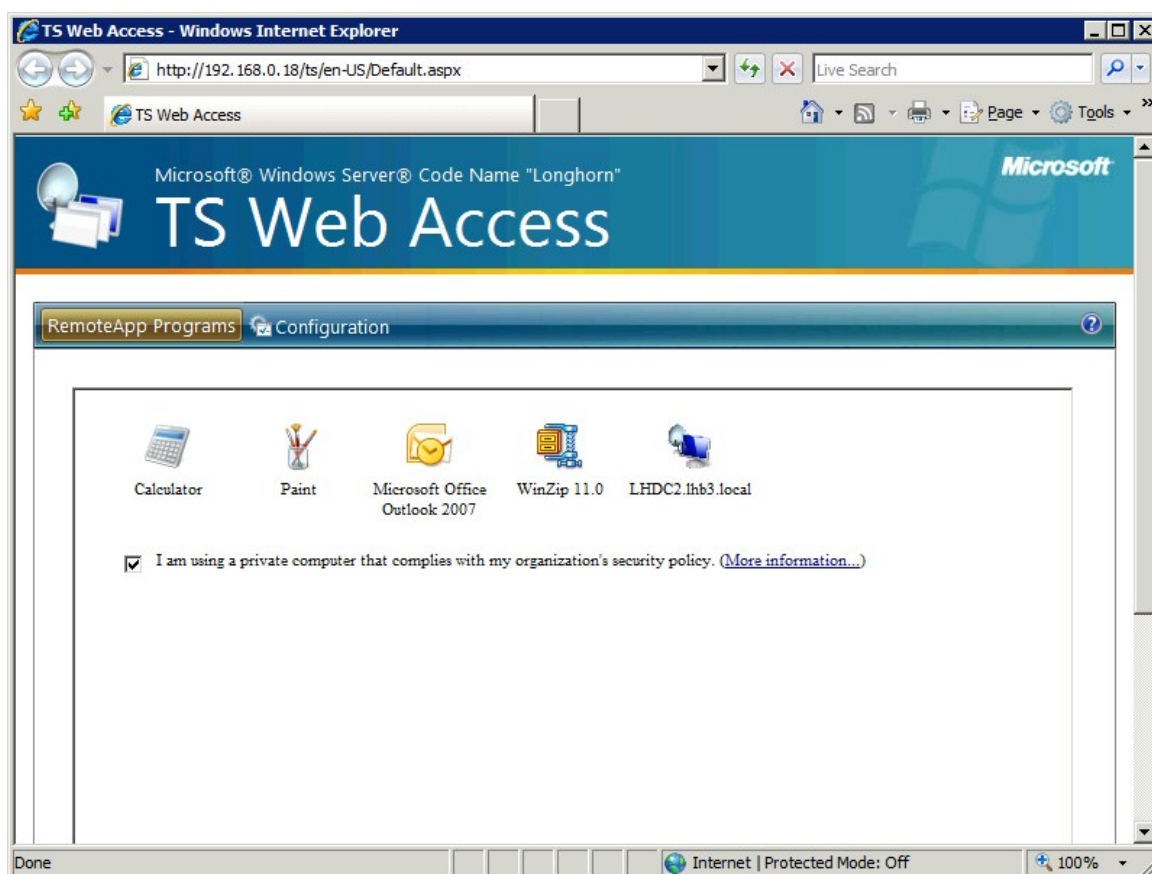 TS Web Access - Windows Internet Explorer
http://192.168.0.18/ts/en-US/Default.aspx
Live Search
TS Web Access
Page
Tools
Microsoft® Windows Server® Code Name "Longhorn"
Microsoft
TS Web Access
RemoteApp Programs
Configuration
Calculator
Paint
Microsoft Office
Outlook 2007
WinZip 11.0
LHDC2.lhb3.local
I am using a private computer that complies with my organization's security policy. (More information...)
Done
Internet | Protected Mode: Off
100%